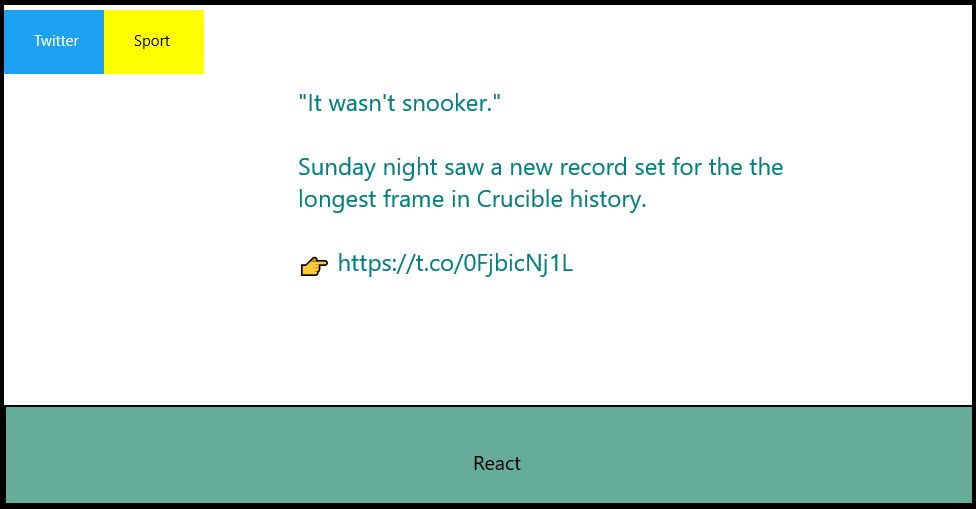 Twitter Sport
"It wasn't snooker."
Sunday night saw a new record set for the the
longest frame in Crucible history.
👉 https://t.co/0FjbicNj1L
React